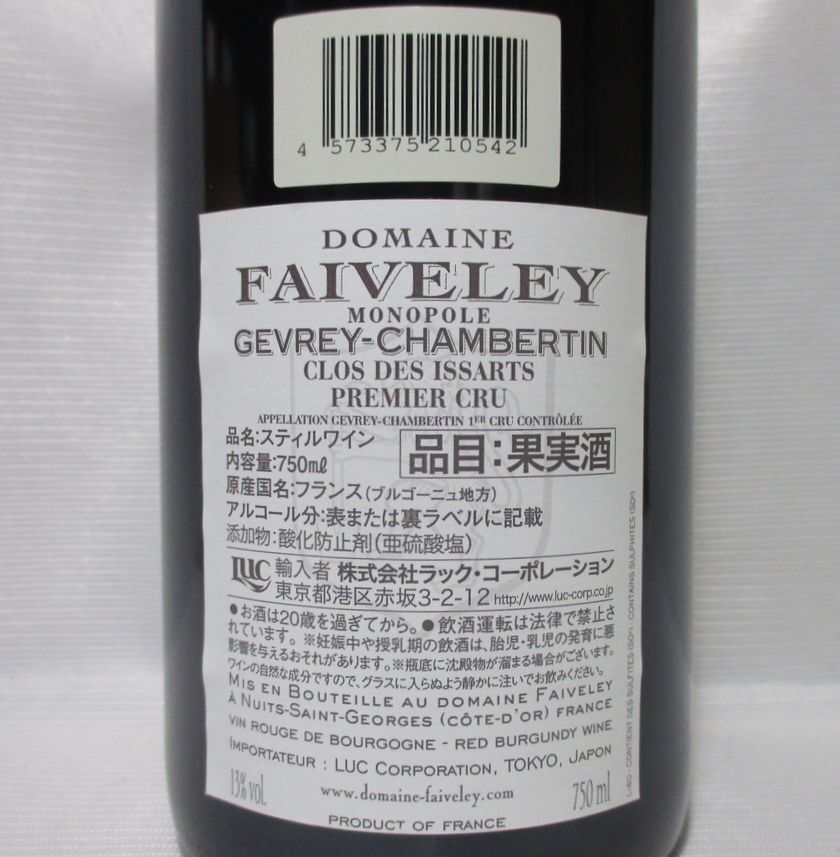 4 573375 210542
DOMAINE
FAIVELEY
MONOPOLE
GEVREY-CHAMBERTIN
CLOS DES ISSARTS
PREMIER CRU
APPELLATION GEVREY-CHAMBERTIN 1ER CRU CONTRÔLÉE
品名:スティルワイン
品目:果実酒
内容量:750mℓ
原産国名:フランス(ブルゴーニュ地方)
アルコール分:表または裏ラベルに記載
添加物:酸化防止剤(亜硫酸塩)
LUC 輸入者 株式会社ラック・コーポレーション
東京都港区赤坂3-2-12 http://www.luc-corp.co.jp
●お酒は20歳を過ぎてから。●飲酒運転は法律で禁止さ
れています。※妊娠中や授乳期の飲酒は、胎児・乳児の発育に悪
影響を与えるおそれがあります。※瓶底に沈殿物が溜まる場合がございます。
ワインの自然な成分ですので、グラスに入らぬよう静かに注いでお飲みください。
MIS EN BOUTEILLE AU DOMAINE FAIVELEY
À NUITS-SAINT-GEORGES (CÔTE-D'OR) FRANCE
VIN ROUGE DE BOURGOGNE - RED BURGUNDY WINE
IMPORTATEUR : LUC CORPORATION, TOKYO, JAPON
13% vol.
www.domaine-faiveley.com
750 ml
PRODUCT OF FRANCE
CONTIENT DES SULFITES (SO²) - CONTAINS SULPHITES (SO²)